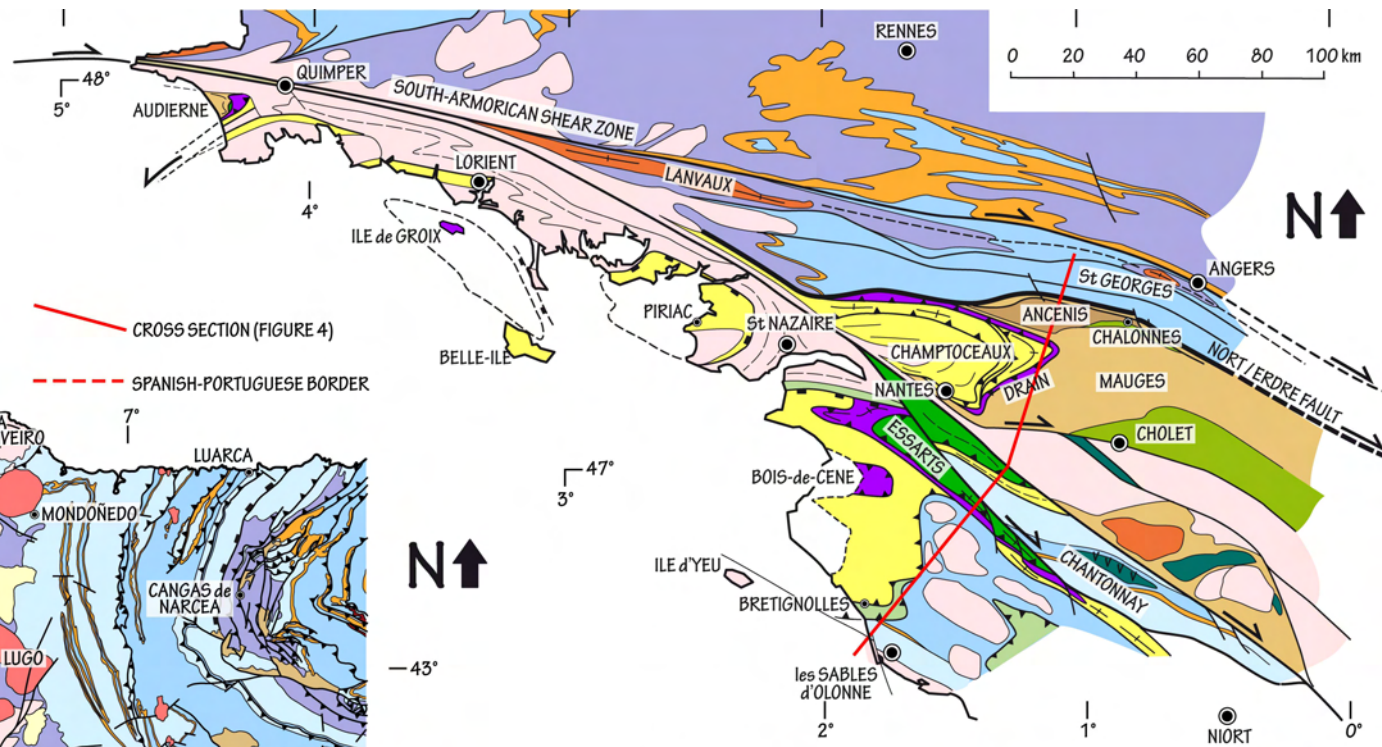 RENNES
0 20 40 60 80 100 km
48°
5°
QUIMPER
AUDIERNE
SOUTH-ARMORICAN SHEAR ZONE
LORIENT
LANVAUX
4°
ILE de GROIX
N
ANGERS
St GEORGES
ANCENIS
CHALONNES
PIRIAC
St NAZAIRE
CROSS SECTION (FIGURE 4)
BELLE-ILE
CHAMPTOCEAUX
MAUGES
NORT / ERDRE FAULT
SPANISH-PORTUGUESE BORDER
NANTES
DRAIN
CHOLET
A
VEIRO
7°
LUARCA
ESSARTS
47°
3°
BOIS-de-CENE
MONDOÑEDO
N
ILE d'YEU
CHANTONNAY
CANGAS de
NARCEA
BRETIGNOLLES
LUGO
43°
les SABLES
d'OLONNE
2°
1°
0°
NIORT